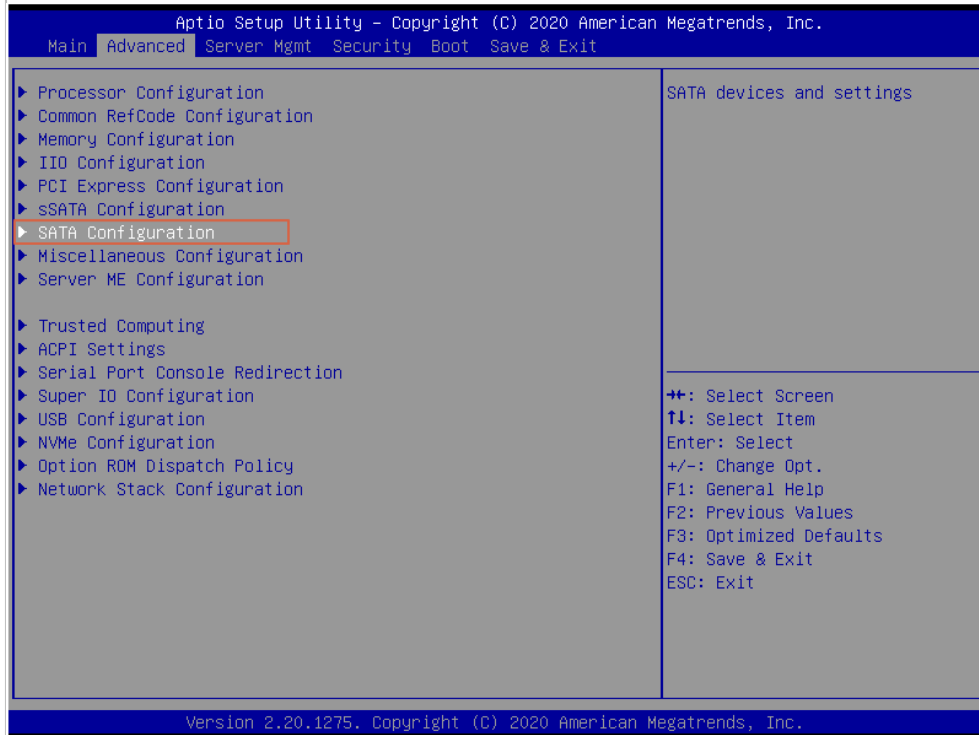 Aptio Setup Utility – Copyright (C) 2020 American Megatrends, Inc.
Main Advanced Server Mgmt Security Boot Save & Exit
Processor Configuration
Common RefCode Configuration
Memory Configuration
IIO Configuration
PCI Express Configuration
sSATA Configuration
SATA Configuration
Miscellaneous Configuration
Server ME Configuration
Trusted Computing
ACPI Settings
Serial Port Console Redirection
Super IO Configuration
USB Configuration
NVMe Configuration
Option ROM Dispatch Policy
Network Stack Configuration
SATA devices and settings
→←: Select Screen
↑↓: Select Item
Enter: Select
+/-: Change Opt.
F1: General Help
F2: Previous Values
F3: Optimized Defaults
F4: Save & Exit
ESC: Exit
Version 2.20.1275. Copyright (C) 2020 American Megatrends, Inc.